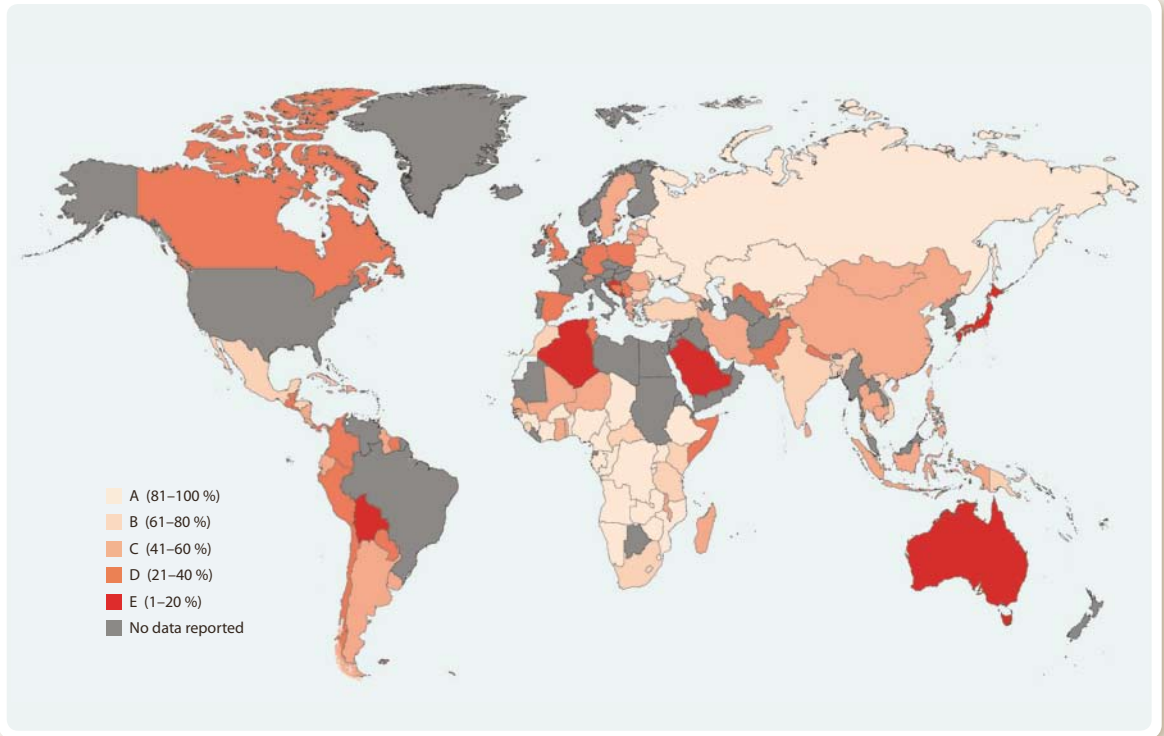 A (81–100 %)
B (61–80 %)
C (41–60 %)
D (21–40 %)
E (1–20 %)
No data reported